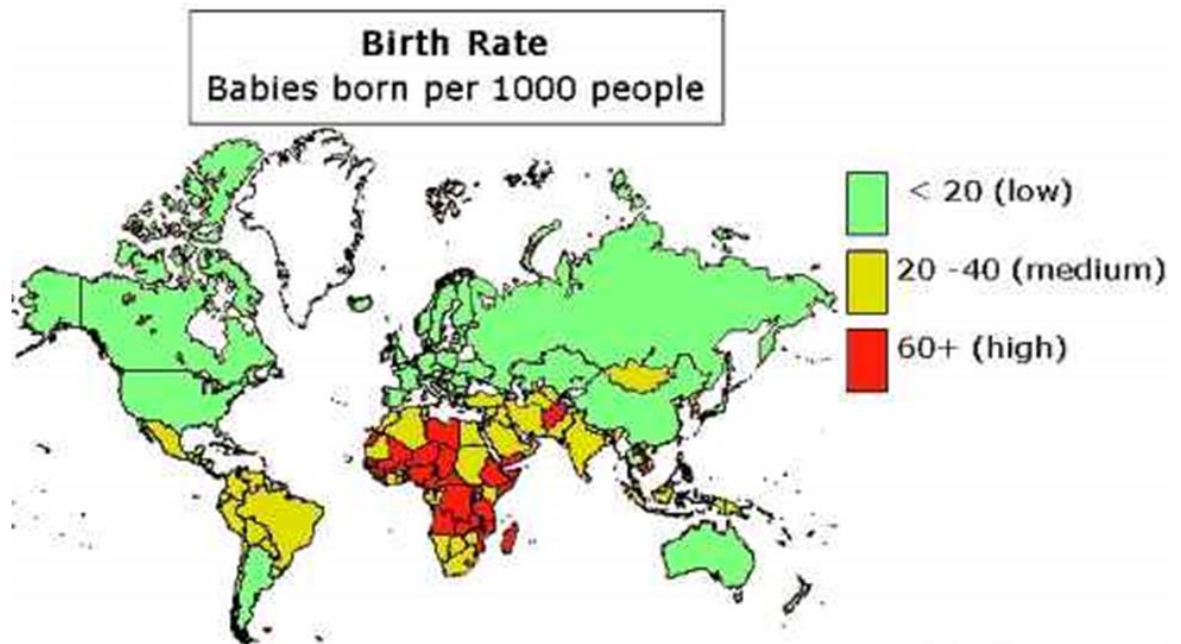 Birth Rate
Babies born per 1000 people
< 20 (low)
20 -40 (medium)
60+ (high)